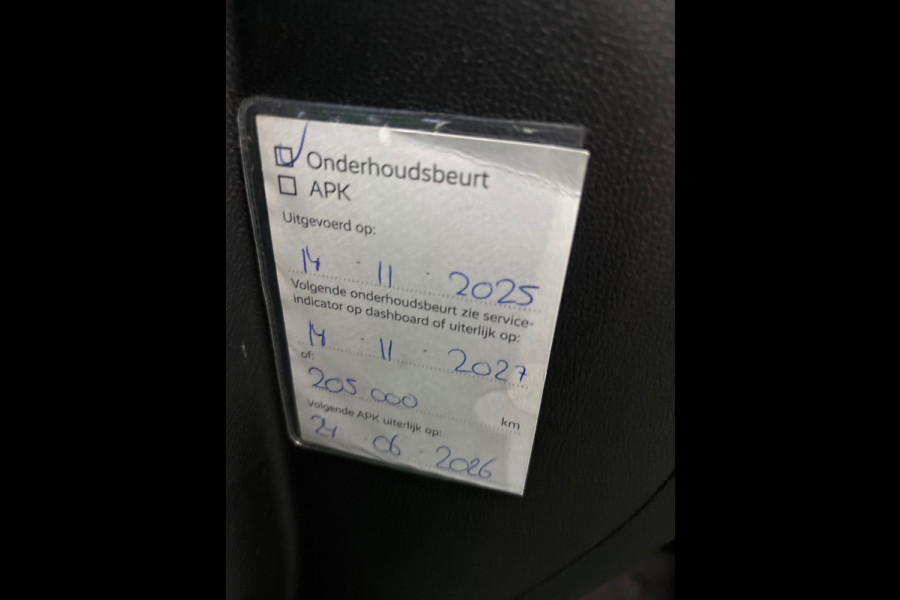 Onderhoudsbeurt
APK
Uitgevoerd op:
14 . 11 . 2025
Volgende onderhoudsbeurt zie service-
indicator op dashboard of uiterlijk op:
14 . 11 . 2027
of:
205 000 km
Volgende APK uiterlijk op:
. 06 . 2026